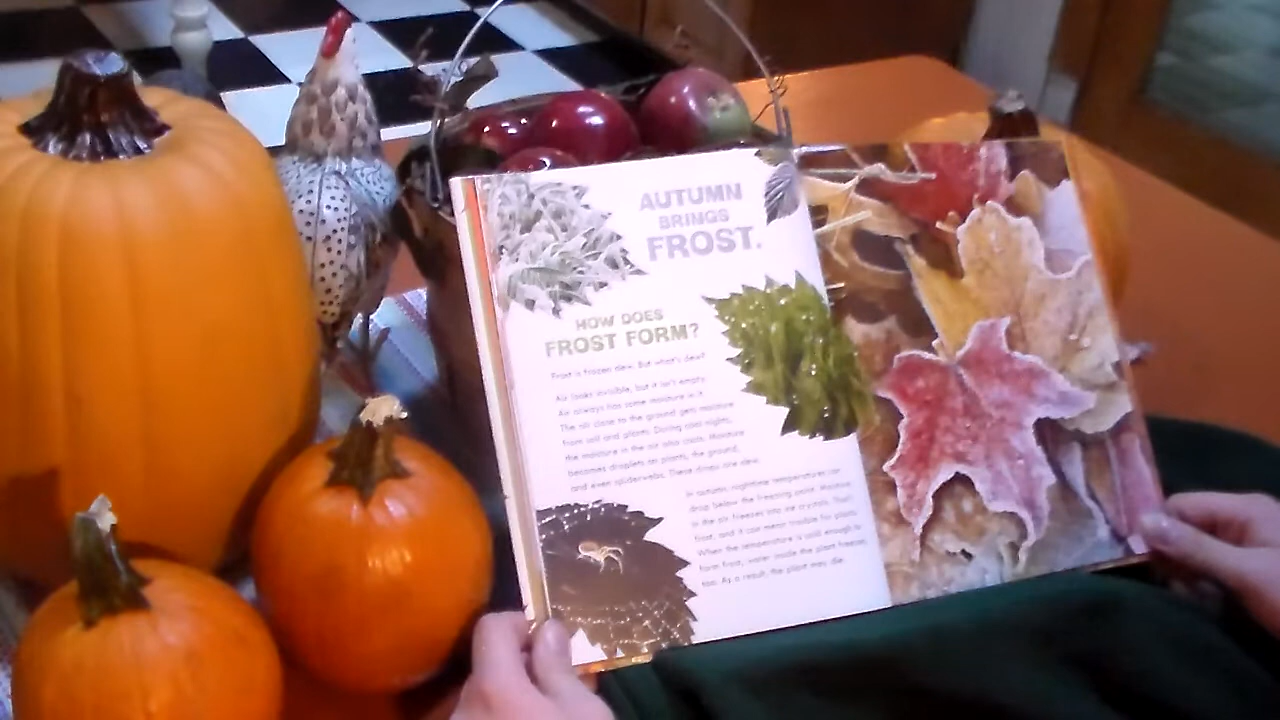 AUTUMN
BRINGS
FROST.
HOW DOES
FROST FORM?
Frost is frozen dew. But what's dew?
Air looks invisible, but it isn't empty.
Air always has some moisture in it.
The air close to the ground gets moisture
from soil and plants. During cool nights,
the moisture in the air also cools. Moisture
becomes droplets on plants, the ground,
and even spiderwebs. These drops are dew.
In autumn, nighttime temperatures can
drop below the freezing point. Moisture
in the air freezes into ice crystals. That's
frost, and it can mean trouble for plants.
When the temperature is cold enough to
form frost, water inside the plant freezes,
too. As a result, the plant may die.